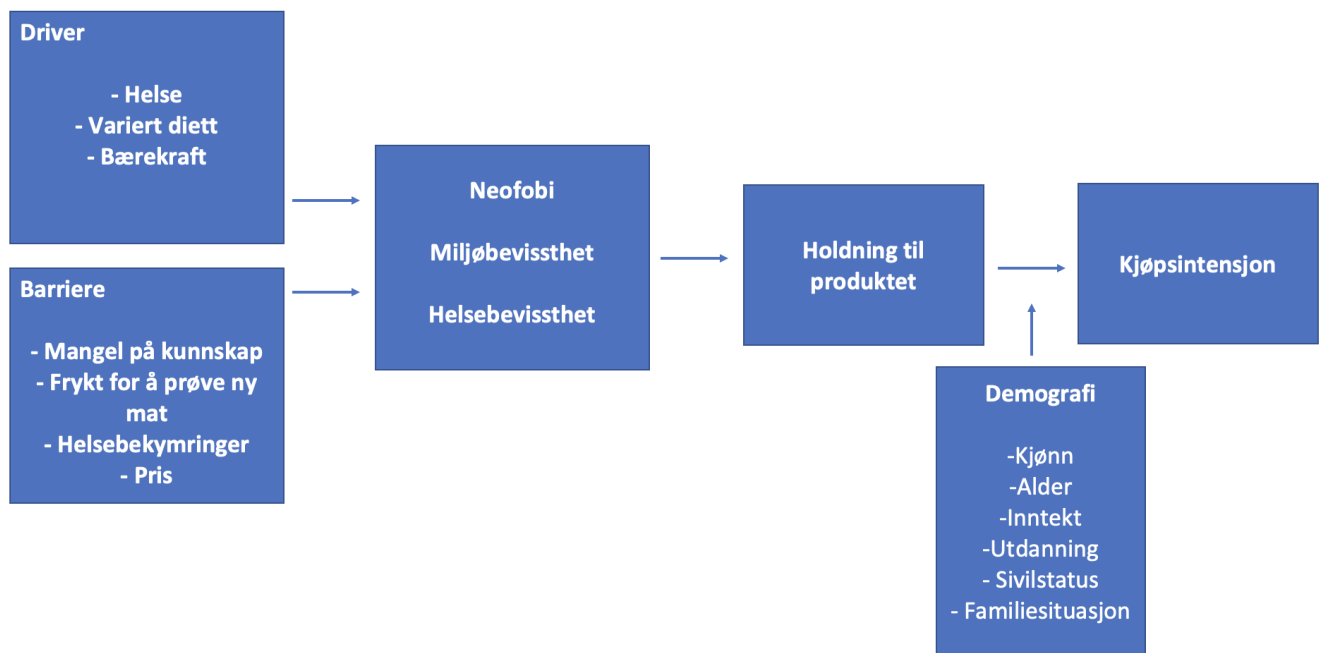 Driver
- Helse
- Variert diett
- Bærekraft
Barriere
- Mangel på kunnskap
- Frykt for å prøve ny
mat
- Helsebekymringer
- Pris
Neofobi
Miljøbevissthet
Helsebevissthet
Holdning til
produktet
Kjøpsintensjon
Demografi
-Kjønn
-Alder
-Inntekt
-Utdanning
- Sivilstatus
- Familiesituasjon